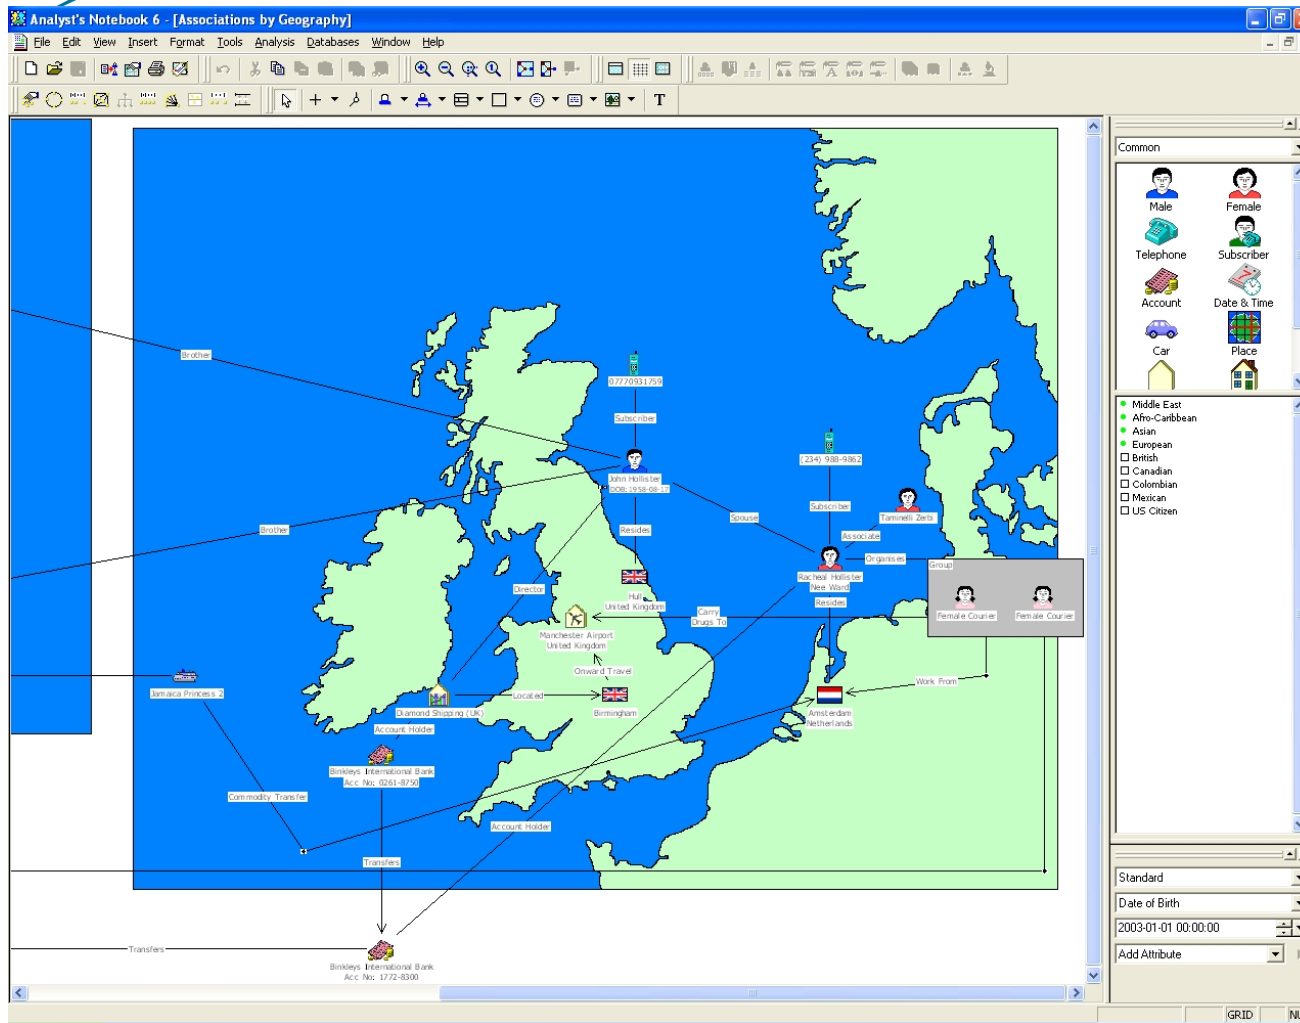 Analyst's Notebook 6 - [Associations by Geography]
File Edit View Insert Format Tools Analysis Databases Window Help
T
Common
Male Female
Telephone Subscriber
Account Date & Time
Car Place
Middle East
Afro-Caribbean
Asian
European
British
Canadian
Colombian
Mexican
US Citizen
Standard
Date of Birth
2003-01-01 00:00:00
Add Attribute
Brother
07770931759
Subscriber
John Hollister
DOB: 1958-08-17
(234) 988-9862
Subscriber
Taminelli Zerbi
Associate
Spouse
Brother
Resides
Organises
Group
Racheal Hollister
Nee Ward
Resides
Director
Hull
United Kingdom
Female Courier Female Courier
Carry
Drugs To
Manchester Airport
United Kingdom
Onward Travel
Work From
Jamaica Princess 2
Located
Diamond Shipping (UK)
Birmingham
Amsterdam
Netherlands
Account Holder
Binkleys International Bank
Acc No: 0261-8750
Commodity Transfer
Account Holder
Transfers
Transfers
Binkleys International Bank
Acc No: 1772-8300
GRID